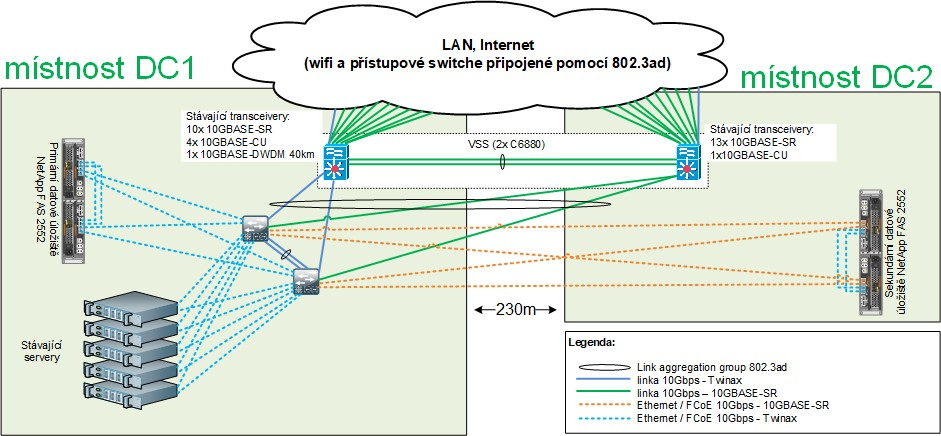 LAN, Internet
(wifi a přístupové switche připojené pomocí 802.3ad)
místnost DC1
místnost DC2
Stávající transceivery:
10x 10GBASE-SR
4x 10GBASE-CU
1x 10GBASE-DWDM 40km
VSS (2x C6880)
Stávající transceivery:
13x 10GBASE-SR
1x10GBASE-CU
Primární datové úložiště
NetApp FAS 2552
Sekundární datové
úložiště NetApp FAS 2552
Stávající
servery
230m
Legenda:
Link aggregation group 802.3ad
linka 10Gbps - Twinax
linka 10Gbps – 10GBASE-SR
Ethernet / FCoE 10Gbps - 10GBASE-SR
Ethernet / FCoE 10Gbps - Twinax